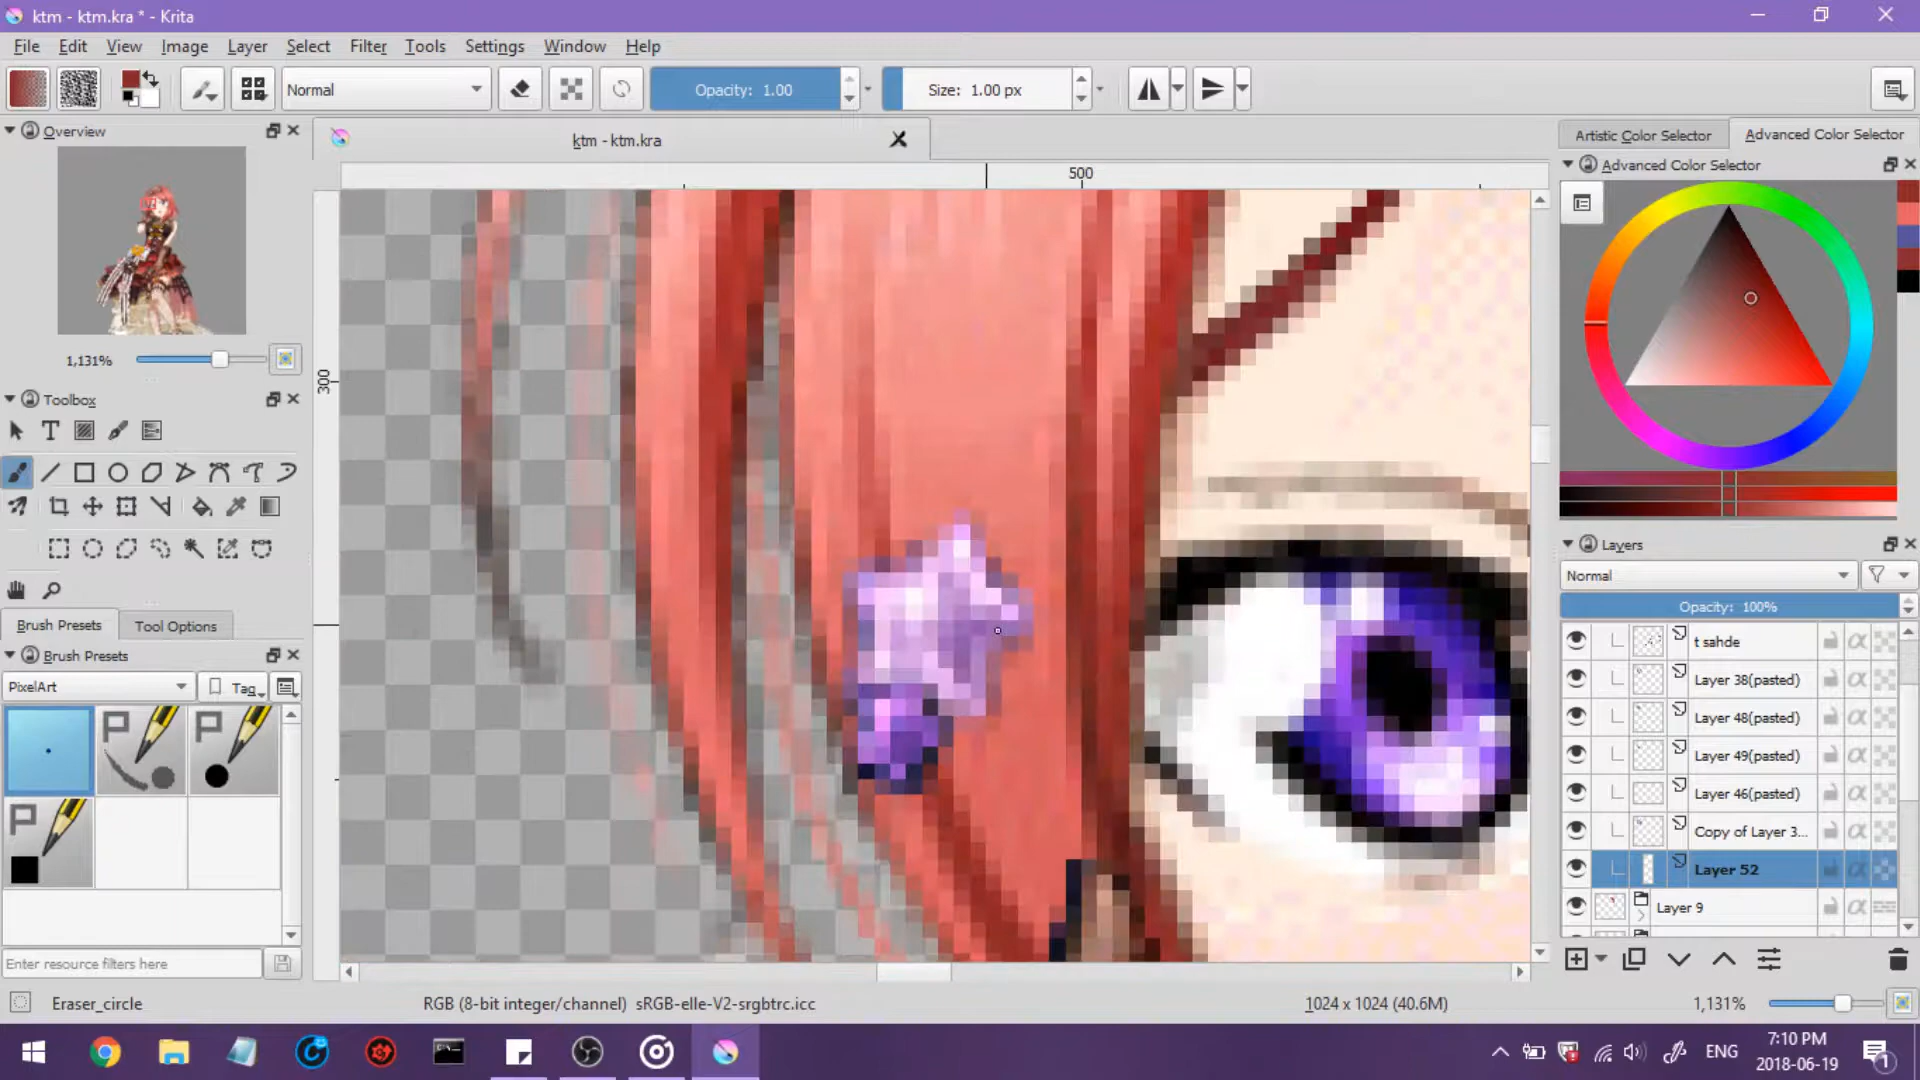 ktm - ktm.kra * - Krita
File Edit View Image Layer Select Filter Tools Settings Window Help
Normal
Opacity: 1.00
Size: 1.00 px
Overview
ktm - ktm.kra
Artistic Color Selector
Advanced Color Selector
Advanced Color Selector
500
300
1,131%
Toolbox
Brush Presets
Tool Options
Brush Presets
PixelArt
Tag
P
P
P
Enter resource filters here
Layers
Normal
Opacity: 100%
t sahde
Layer 38(pasted)
Layer 48(pasted)
Layer 49(pasted)
Layer 46(pasted)
Copy of Layer 3...
Layer 52
Layer 9
Eraser_circle
RGB (8-bit integer/channel) sRGB-elle-V2-srgbtrc.icc
1024 x 1024 (40.6M)
1,131%
ENG
7:10 PM
2018-06-19
1